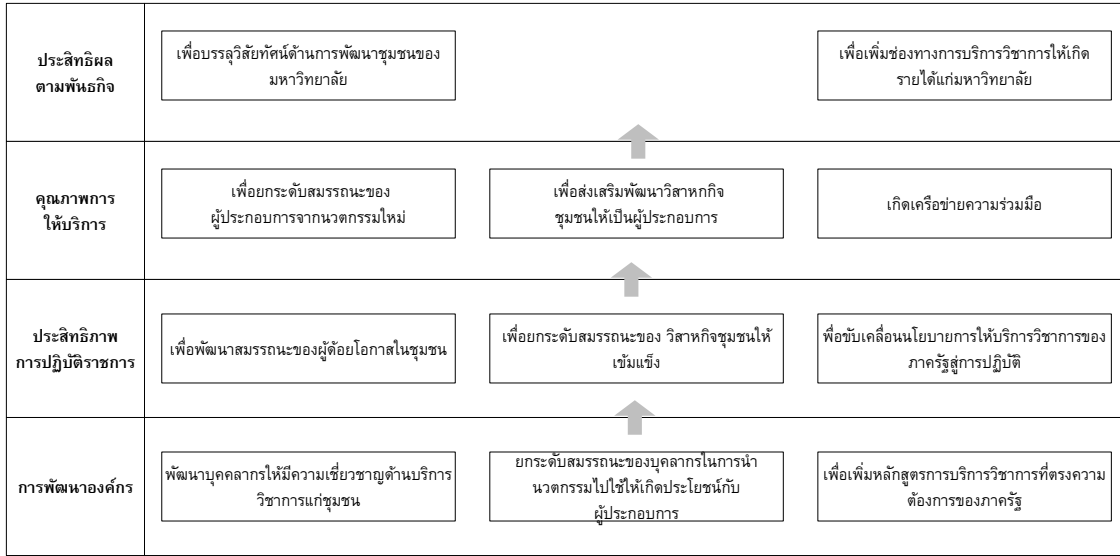 ประสิทธิผล
ตามพันธกิจ
เพื่อบรรลุวิสัยทัศน์ด้านการพัฒนาชุมชนของ
มหาวิทยาลัย
เพื่อเพิ่มช่องทางการบริการวิชาการให้เกิด
รายได้แก่มหาวิทยาลัย
คุณภาพการ
ให้บริการ
เพื่อยกระดับสมรรถนะของ
ผู้ประกอบการจากนวตกรรมใหม่
เพื่อส่งเสริมพัฒนาวิสาหกกิจ
ชุมชนให้เป็นผู้ประกอบการ
เกิดเครือข่ายความร่วมมือ
ประสิทธิภาพ
การปฏิบัติราชการ
เพื่อพัฒนาสมรรถนะของผู้ด้อยโอกาสในชุมชน
เพื่อยกระดับสมรรถนะของ วิสาหกิจชุมชนให้
เข้มแข็ง
พื่อขับเคลื่อนนโยบายการให้บริการวิชาการของ
ภาครัฐสู่การปฏิบัติ
การพัฒนาองค์กร
พัฒนาบุคคลากรให้มีความเชี่ยวชาญด้านบริการ
วิชาการแก่ชุมชน
ยกระดับสมรรถนะของบุคลากรในการนำ
นวตกรรมไปใช้ให้เกิดประโยชน์กับ
ผู้ประกอบการ
เพื่อเพิ่มหลักสูตรการบริการวิชาการที่ตรงความ
ต้องการของภาครัฐ